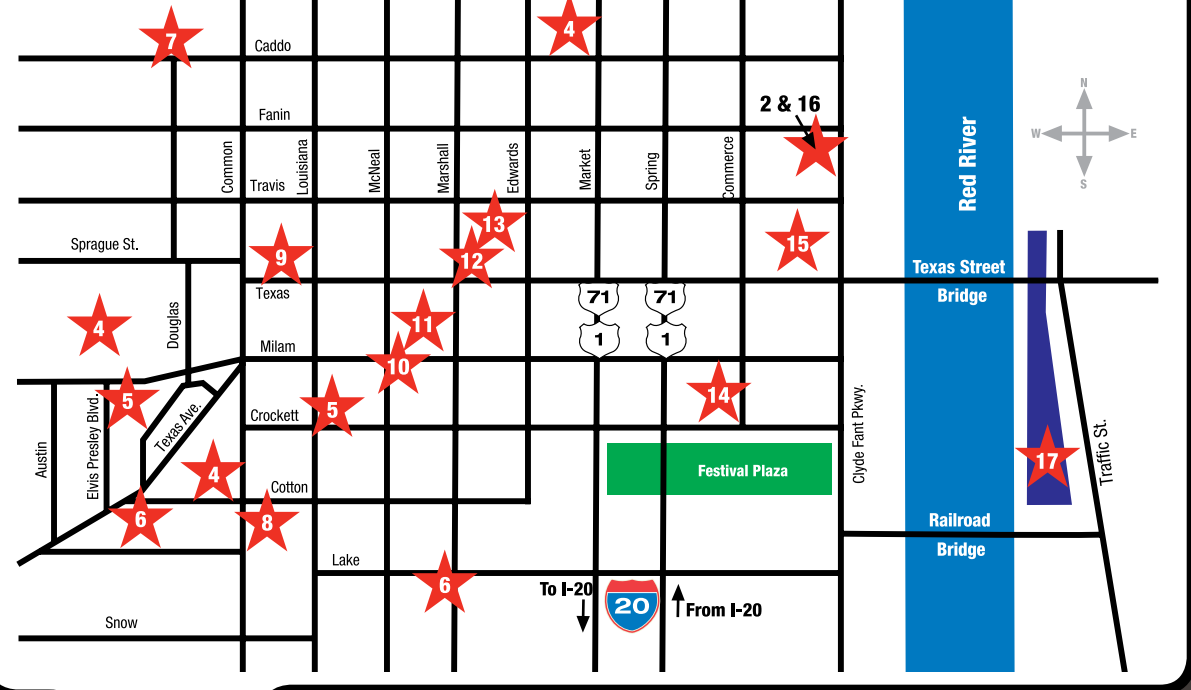 7
4
Caddo
2 & 16
N
W
E
S
Fanin
Common
Louisiana
McNeal
Marshall
Edwards
Market
Spring
Commerce
Red River
Travis
13
15
Sprague St.
9
12
Texas Street
Bridge
Texas
71
71
4
Douglas
11
1
1
Milam
10
5
5
14
Crockett
Texas Ave.
Elvis Presley Blvd.
Austin
Clyde Fant Pkwy.
Traffic St.
17
Festival Plaza
4
Cotton
6
8
Railroad
Bridge
Lake
6
To I-20
20
From I-20
Snow